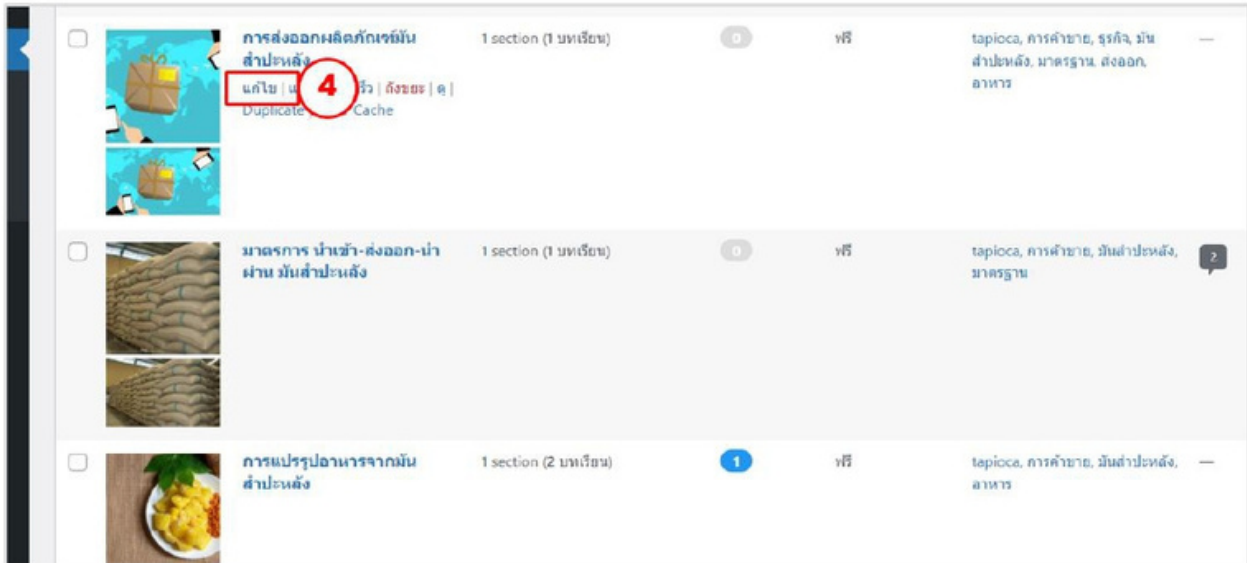 การส่งออกผลิตภัณฑ์มัน 1 section (1 บทเรียน) 0 ฟรี tapioca, การค้าขาย, ธุรกิจ, มัน —
สำปะหลัง สำปะหลัง, มาตรฐาน, ส่งออก,
แก้ไข | 4 ร็ว | ถังขยะ | ดู | อาหาร
Duplicate Cache
มาตรการ นำเข้า-ส่งออก-นำ 1 section (1 บทเรียน) 0 ฟรี tapioca, การค้าขาย, มันสำปะหลัง, 2
ผ่าน มันสำปะหลัง มาตรฐาน
การแปรรูปอาหารจากมัน 1 section (2 บทเรียน) 1 ฟรี tapioca, การค้าขาย, มันสำปะหลัง, —
สำปะหลัง อาหาร